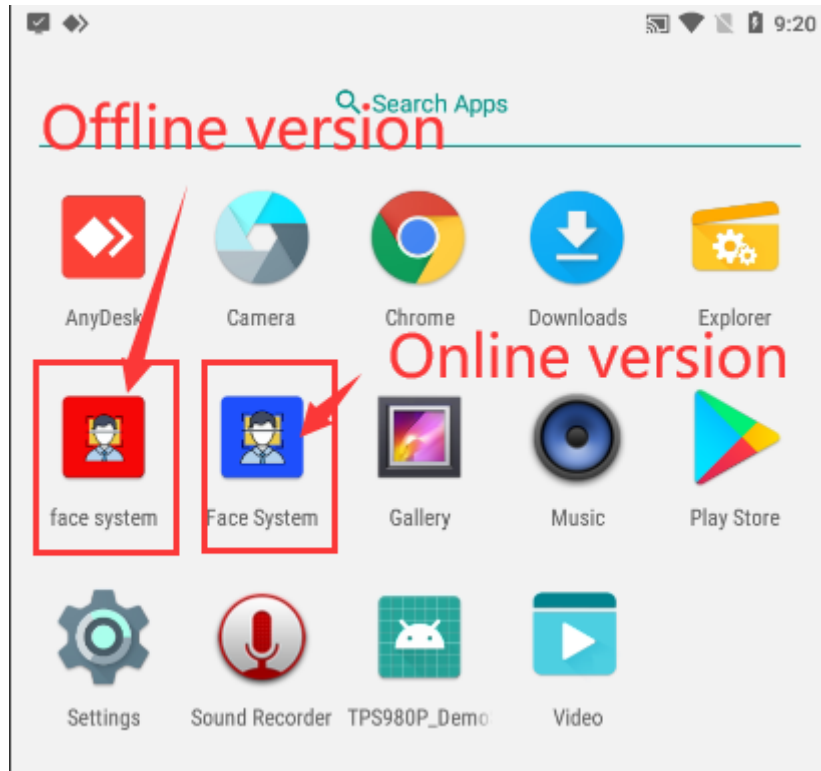 9:20
Search Apps
Offline version
AnyDesk
Camera
Chrome
Downloads
Explorer
Online version
face system
Face System
Gallery
Music
Play Store
Settings
Sound Recorder
TPS980P_Demo
Video